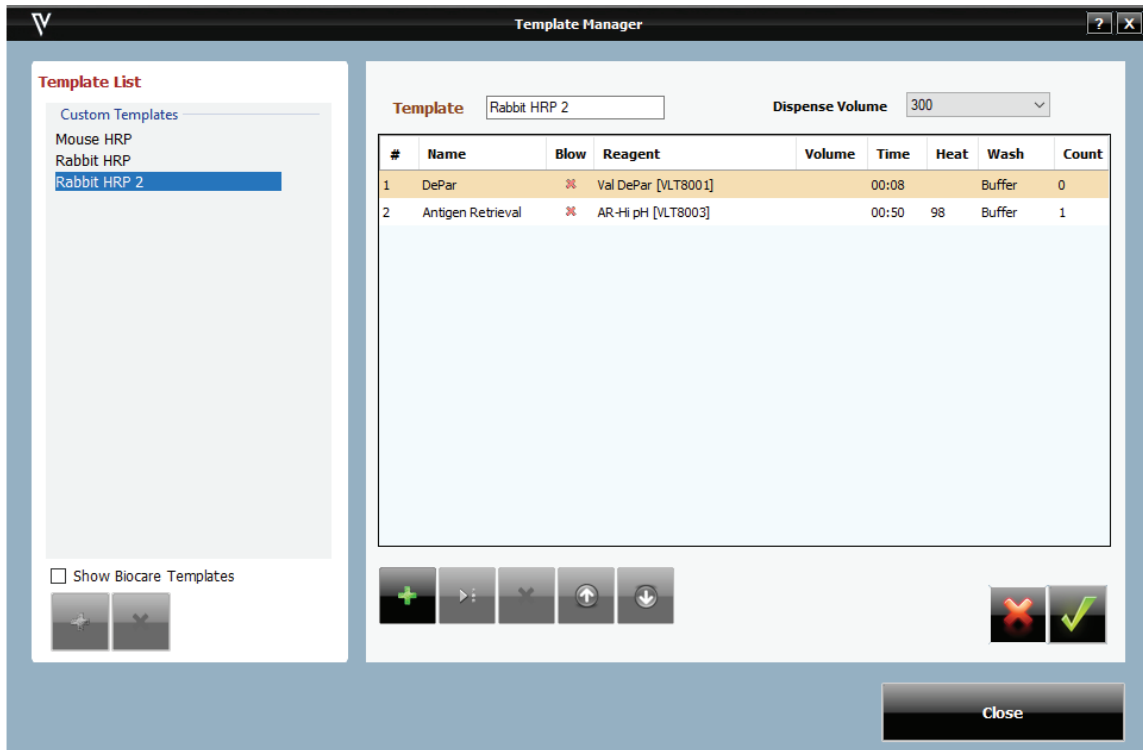 Template Manager
? X
Template List
Custom Templates
Mouse HRP
Rabbit HRP
Rabbit HRP 2
Show Biocare Templates
Template Rabbit HRP 2 Dispense Volume 300
# Name Blow Reagent Volume Time Heat Wash Count
1 DePar Val DePar [VLT8001] 00:08 Buffer 0
2 Antigen Retrieval AR-Hi pH [VLT8003] 00:50 98 Buffer 1
Close